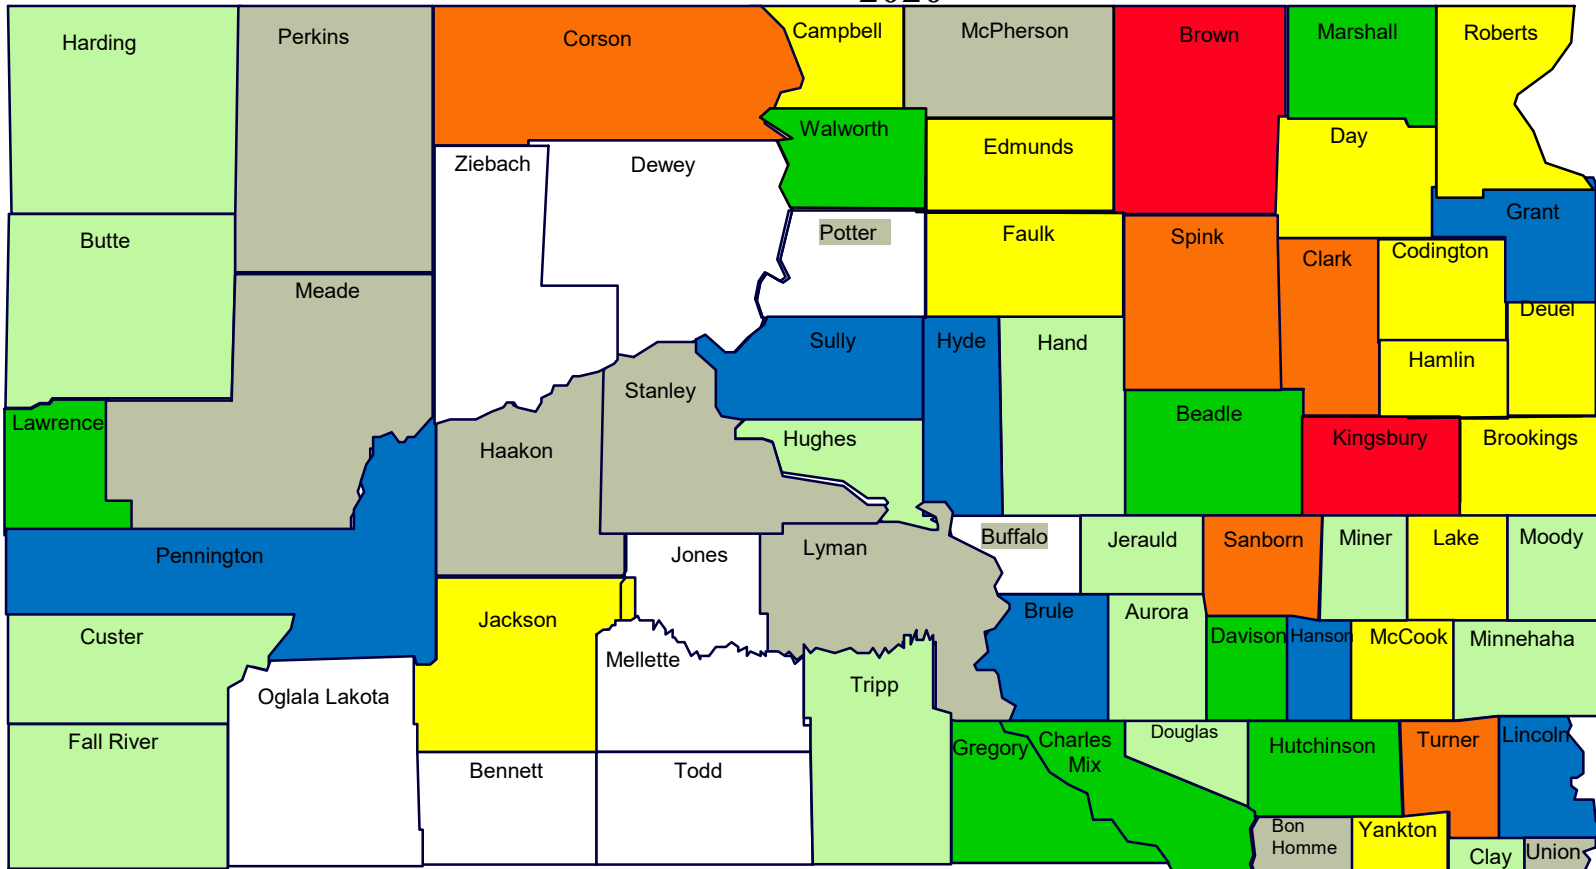 Harding
Perkins
Corson
Campbell
McPherson
Brown
Marshall
Roberts
Walworth
Edmunds
Day
Ziebach
Dewey
Butte
Potter
Faulk
Spink
Grant
Clark
Codington
Meade
Deuel
Sully
Hyde
Hand
Hamlin
Stanley
Lawrence
Haakon
Hughes
Beadle
Kingsbury
Brookings
Pennington
Jones
Lyman
Buffalo
Jerauld
Sanborn
Miner
Lake
Moody
Custer
Jackson
Brule
Aurora
Davison
Hanson
McCook
Minnehaha
Mellette
Oglala Lakota
Tripp
Fall River
Gregory
Charles
Mix
Douglas
Hutchinson
Turner
Lincoln
Bennett
Todd
Bon
Homme
Yankton
Clay
Union